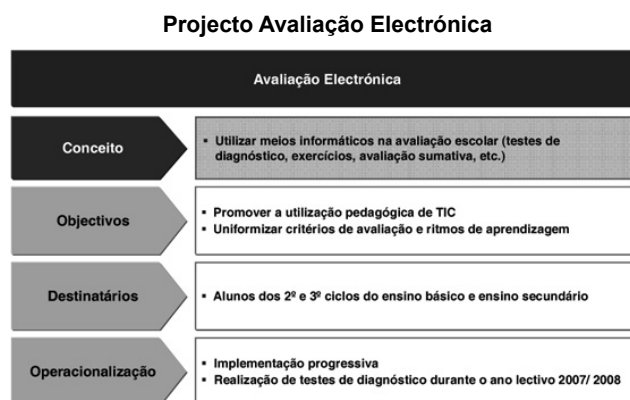 Projecto Avaliação Electrónica
Avaliação Electrónica
Conceito
▪ Utilizar meios informáticos na avaliação escolar (testes de
diagnóstico, exercícios, avaliação sumativa, etc.)
Objectivos
▪ Promover a utilização pedagógica de TIC
▪ Uniformizar critérios de avaliação e ritmos de aprendizagem
Destinatários
▪ Alunos dos 2º e 3º ciclos do ensino básico e ensino secundário
Operacionalização
▪ Implementação progressiva
▪ Realização de testes de diagnóstico durante o ano lectivo 2007/ 2008